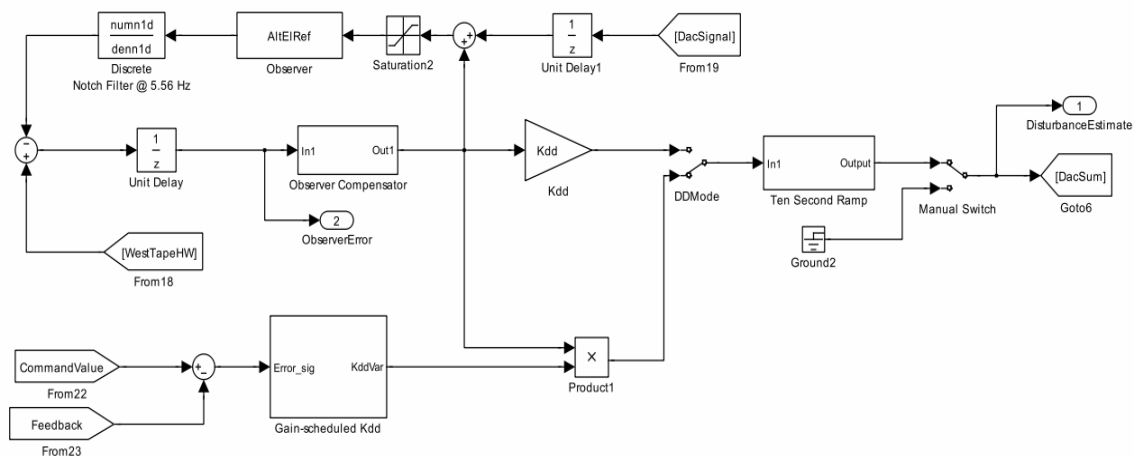 numn1d
denn1d
Discrete
Notch Filter @ 5.56 Hz
AltElRef
Observer
Saturation2
+
+
1
z
Unit Delay1
[DacSignal]
From19
−
+
1
z
Unit Delay
In1
Out1
Observer Compensator
2
ObserverError
[WestTapeHW]
From18
Kdd
Kdd
DDMode
In1
Output
Ten Second Ramp
Manual Switch
Ground2
1
DisturbanceEstimate
[DacSum]
Goto6
CommandValue
From22
+
−
Feedback
From23
Error_sig
KddVar
Gain-scheduled Kdd
X
Product1